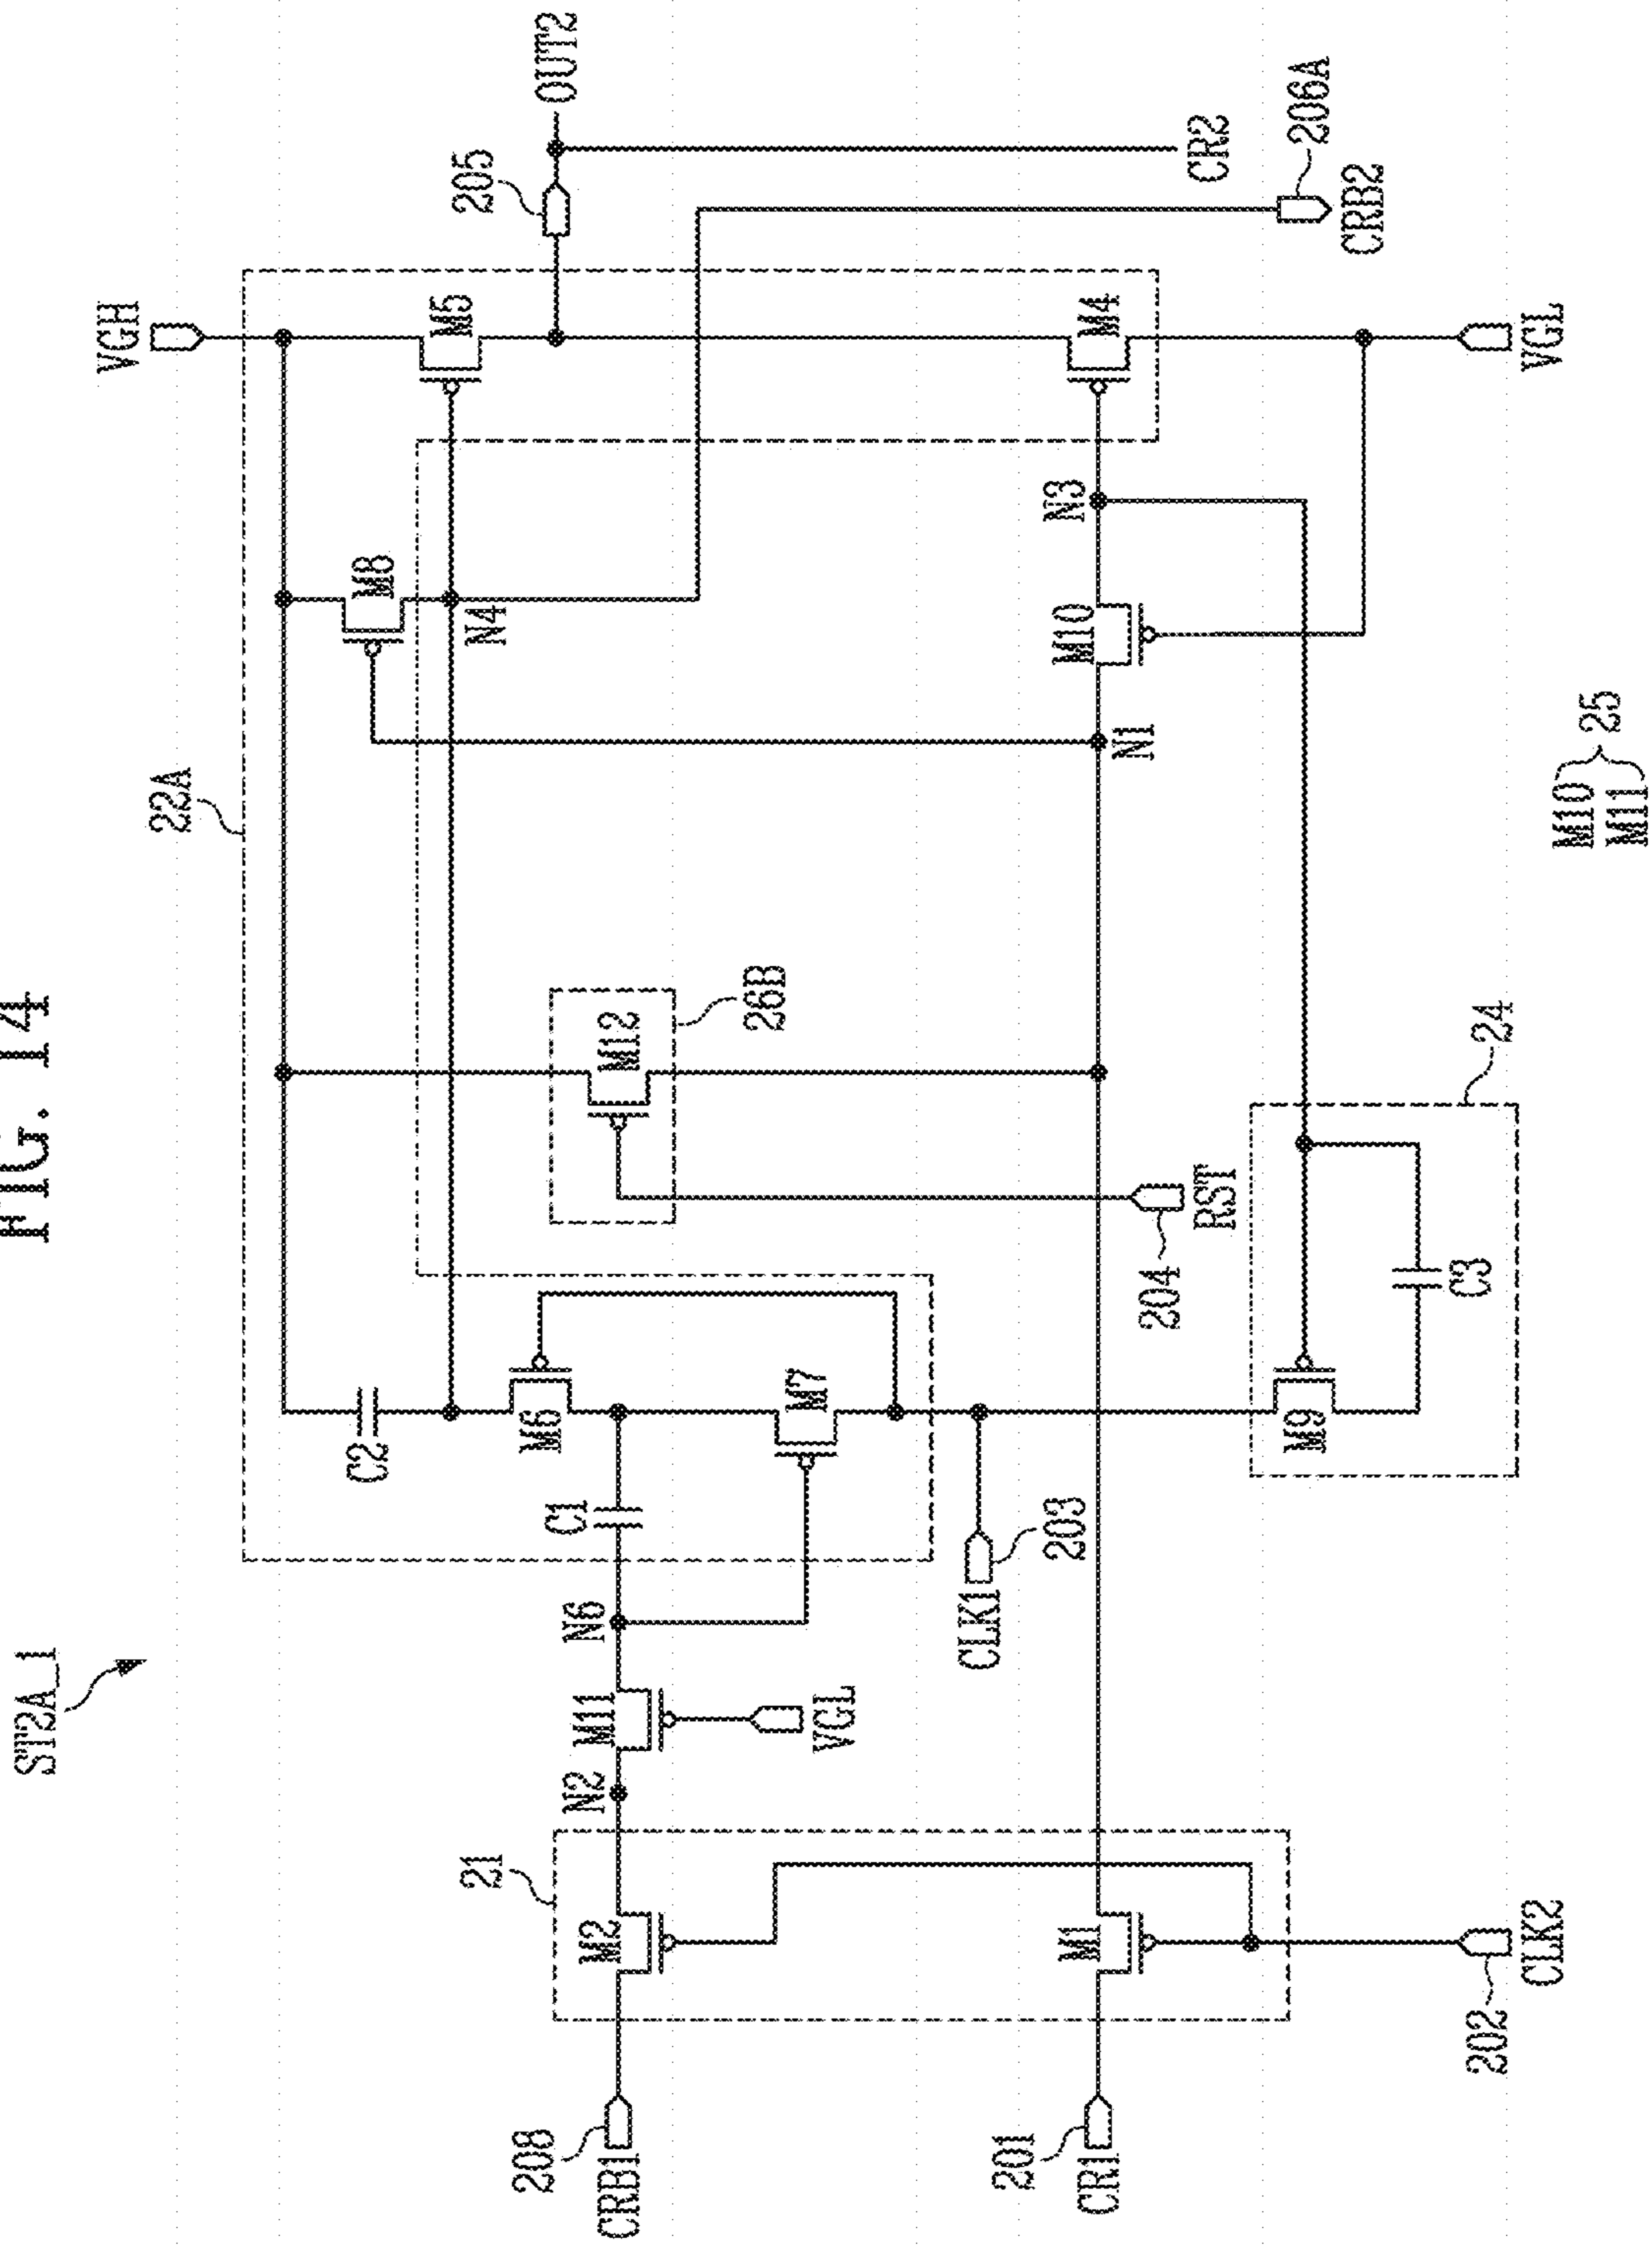 FIG. 14
ST2A_1
22A
VGH
C2
M8
M5
205
OUT2
N4
M6
M12
26B
C1
N6
M11
N2
VGL
21
M2
208
CRB1
M7
CLK1
203
204
RST
N1
M10
N3
M4
CR2
206A
CRB2
M1
201
CR1
202
CLK2
M9
C3
24
VGL
M10
M11
25